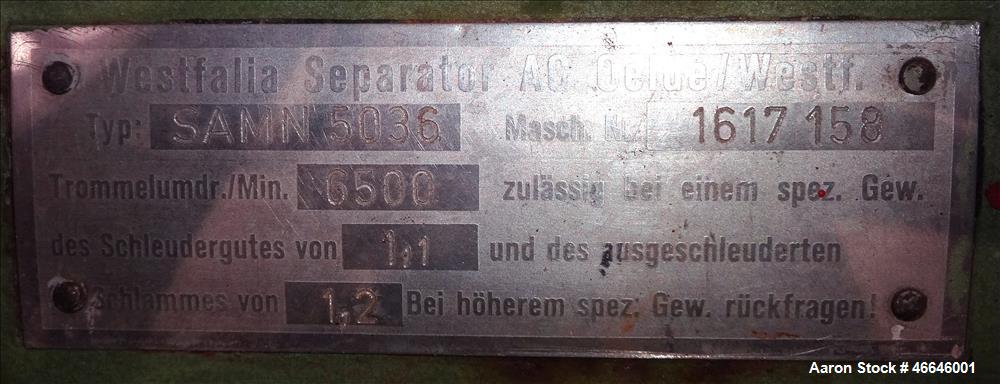 Westfalia Separator AG Oelde/Westf.
Typ: SAMN 5036 Masch. Nr. 1617 158
Trommelumdr./Min. 6500 zulässig bei einem spez. Gew.
des Schleudergutes von 1,1 und des ausgeschleuderten
Schlammes von 1,2 Bei höherem spez. Gew. rückfragen!
Aaron Stock # 46646001